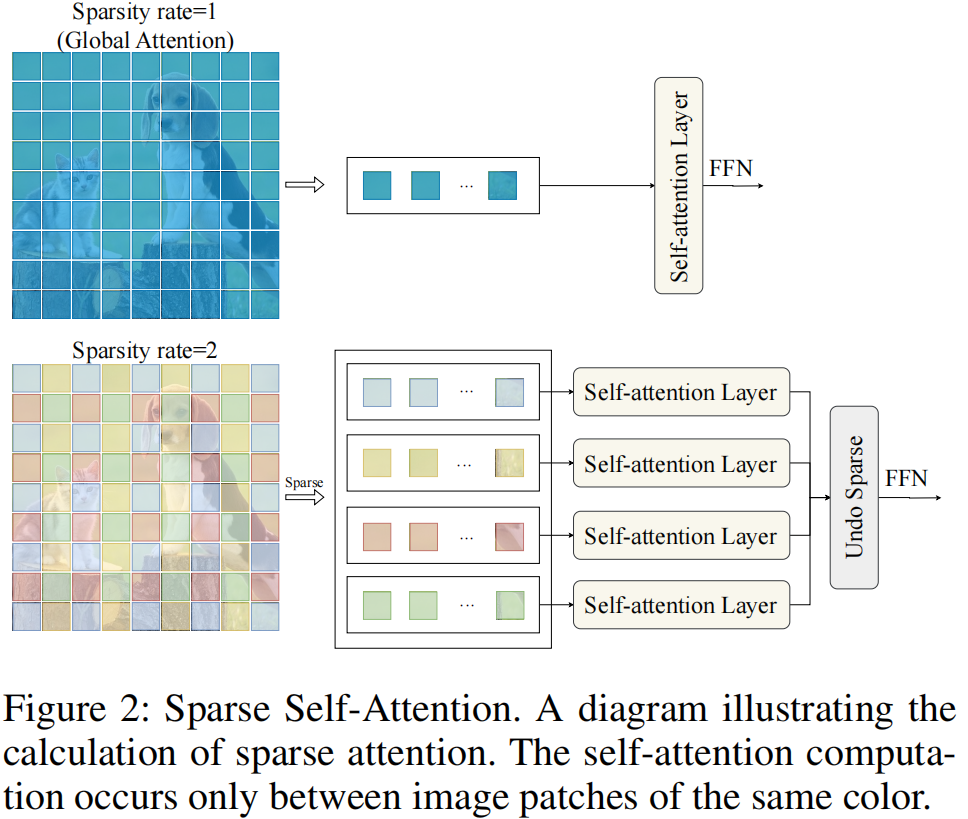 Sparsity rate=1
(Global Attention)
...
Self-attention Layer
FFN
Sparsity rate=2
Sparse
...
Self-attention Layer
...
Self-attention Layer
...
Self-attention Layer
...
Self-attention Layer
Undo Sparse
FFN
Figure 2: Sparse Self-Attention. A diagram illustrating the
calculation of sparse attention. The self-attention computa-
tion occurs only between image patches of the same color.